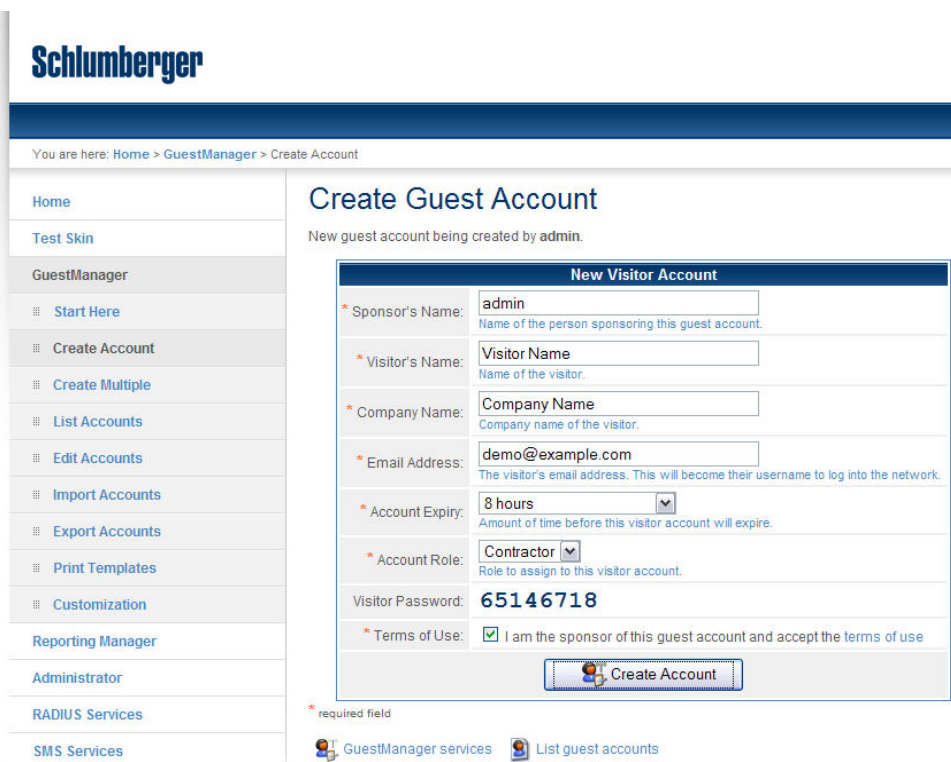 Schlumberger
You are here: Home > GuestManager > Create Account
Home
Test Skin
GuestManager
Start Here
Create Account
Create Multiple
List Accounts
Edit Accounts
Import Accounts
Export Accounts
Print Templates
Customization
Reporting Manager
Administrator
RADIUS Services
SMS Services
Create Guest Account
New guest account being created by admin.
New Visitor Account
* Sponsor's Name: admin
Name of the person sponsoring this guest account.
* Visitor's Name: Visitor Name
Name of the visitor.
* Company Name: Company Name
Company name of the visitor.
* Email Address: demo@example.com
The visitor's email address. This will become their username to log into the network.
* Account Expiry: 8 hours
Amount of time before this visitor account will expire.
* Account Role: Contractor
Role to assign to this visitor account.
Visitor Password: 65146718
* Terms of Use: I am the sponsor of this guest account and accept the terms of use
Create Account
* required field
GuestManager services List guest accounts